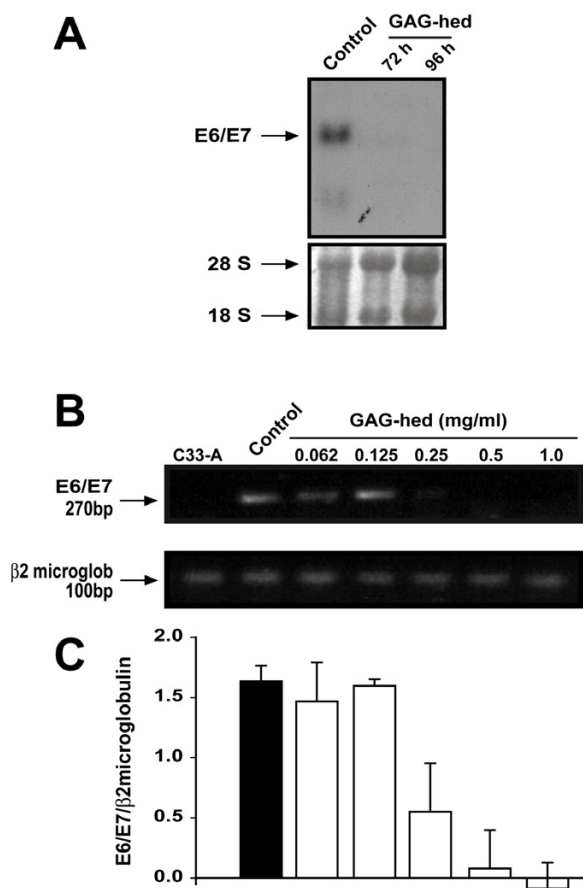 A
Control
GAG-hed
72 h
96 h
E6/E7
28 S
18 S
B
Control
GAG-hed (mg/ml)
C33-A
0.062
0.125
0.25
0.5
1.0
E6/E7
270bp
β2 microglob
100bp
C
E6/E7/β2microglobulin
2.0
1.5
1.0
0.5
0.0